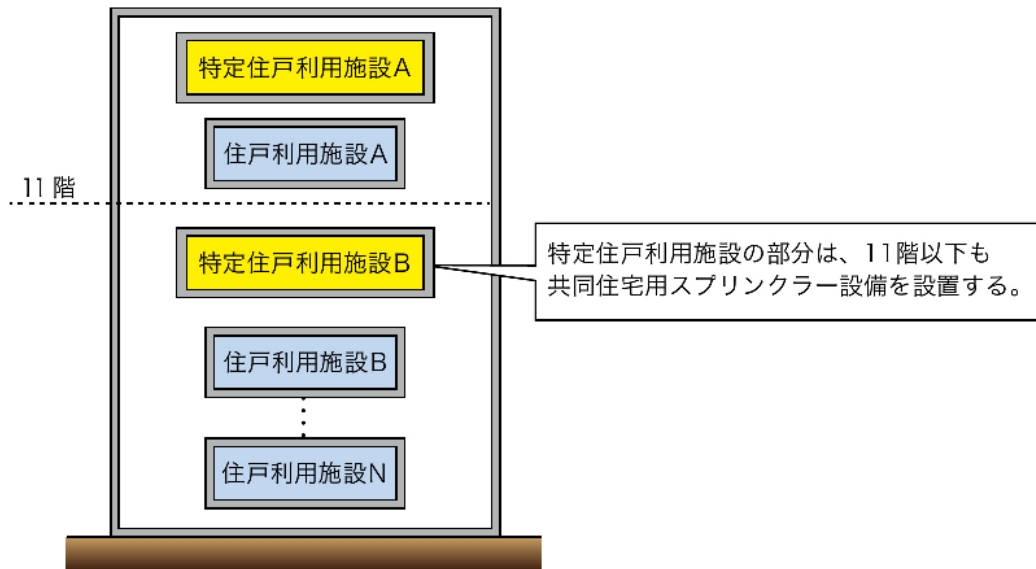 特定住戸利用施設A
住戸利用施設A
11階
特定住戸利用施設B
特定住戸利用施設の部分は、11階以下も
共同住宅用スプリンクラー設備を設置する。
住戸利用施設B
住戸利用施設N